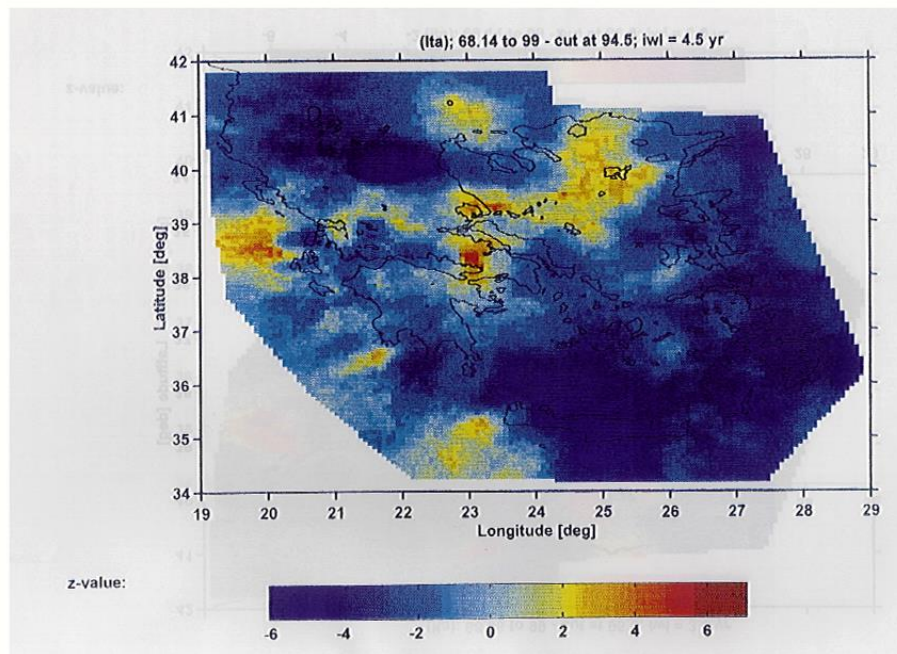 (lta); 68.14 to 99 - cut at 94.5; iwl = 4.5 yr
42
41
40
39
38
37
36
35
34
Latitude [deg]
19 20 21 22 23 24 25 26 27 28 29
Longitude [deg]
z-value:
-6 -4 -2 0 2 4 6